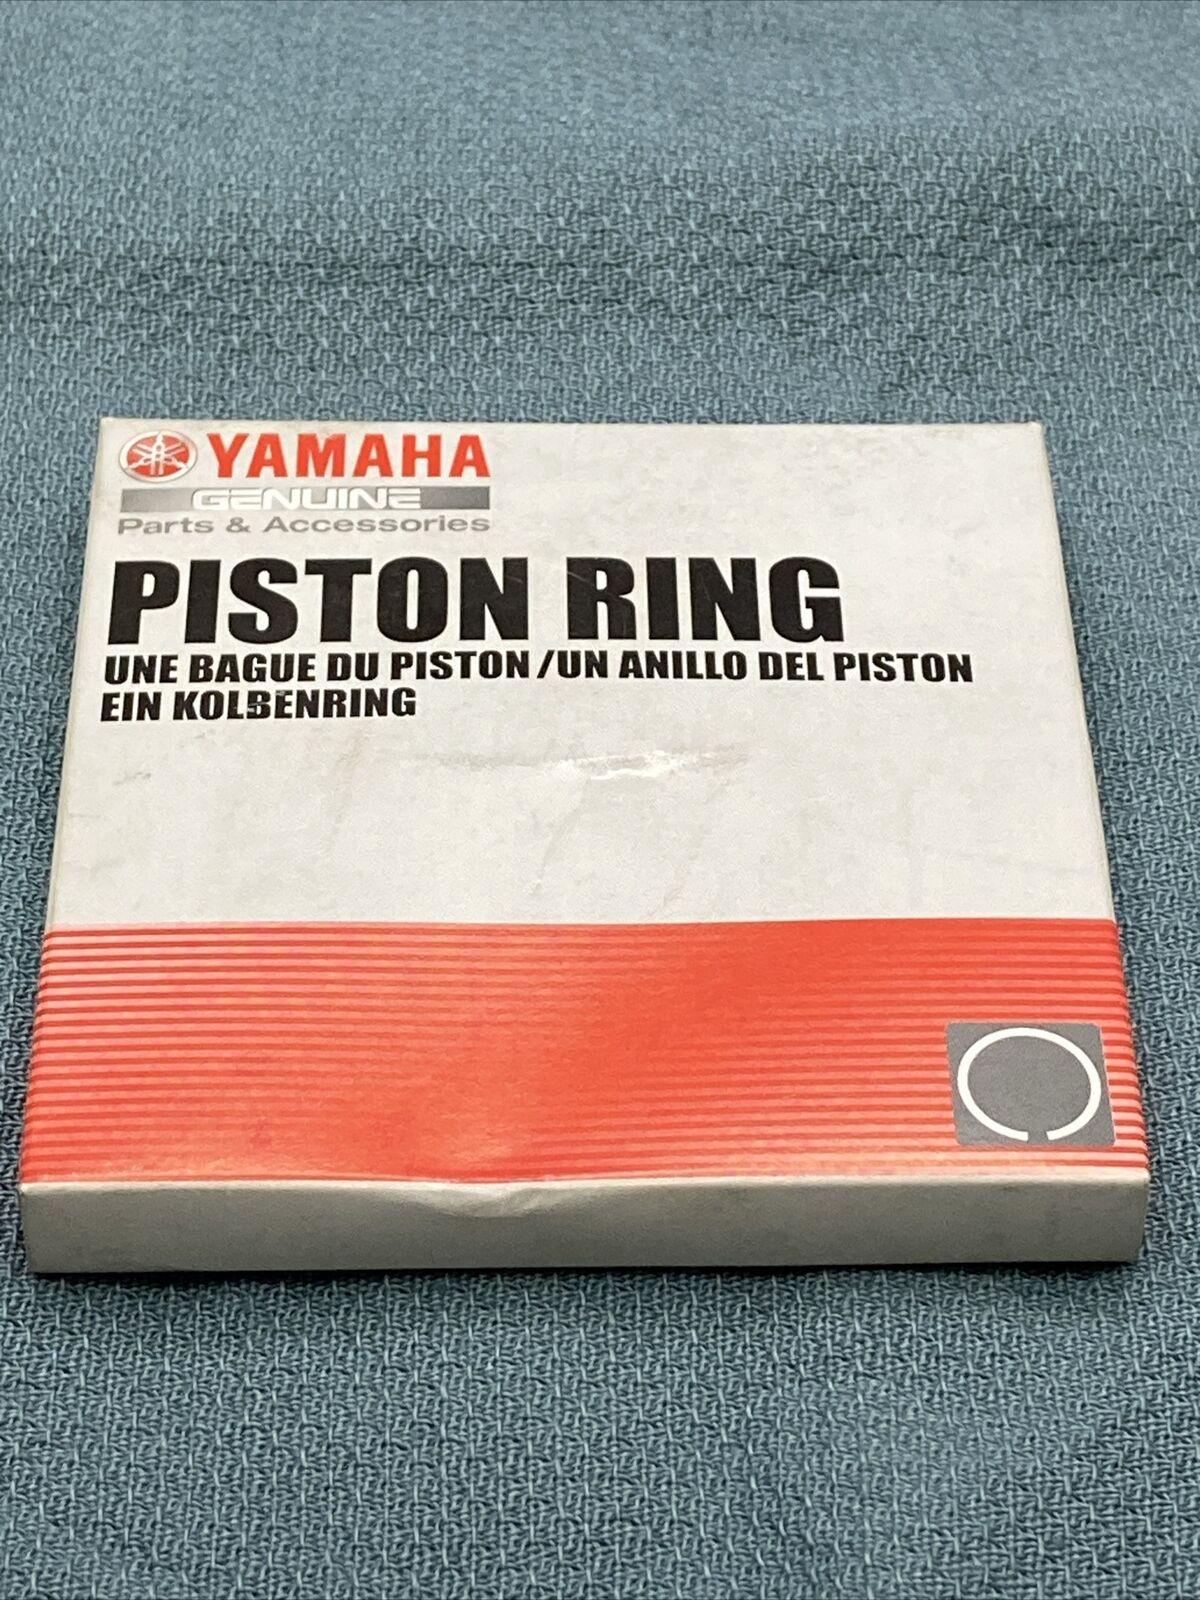 YAMAHA
GENUINE
Parts & Accessories
PISTON RING
UNE BAGUE DU PISTON/UN ANILLO DEL PISTON
EIN KOLBENRING